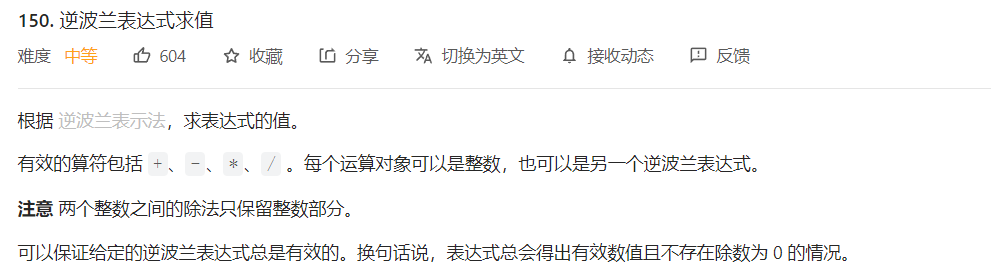 150. 逆波兰表达式求值
难度 中等 604 收藏 分享 切换为英文 接收动态 反馈
根据 逆波兰表示法，求表达式的值。
有效的算符包括 +、-、*、/ 。每个运算对象可以是整数，也可以是另一个逆波兰表达式。
注意 两个整数之间的除法只保留整数部分。
可以保证给定的逆波兰表达式总是有效的。换句话说，表达式总会得出有效数值且不存在除数为 0 的情况。